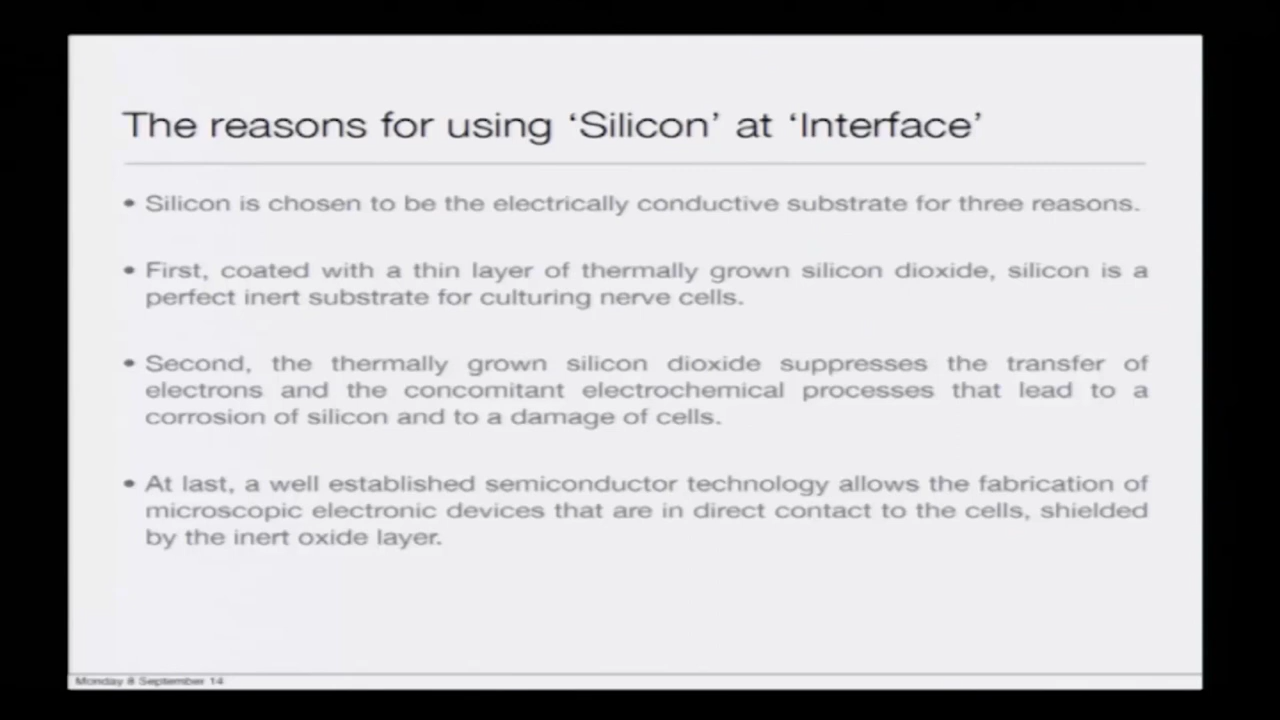 The reasons for using ‘Silicon’ at ‘Interface’
• Silicon is chosen to be the electrically conductive substrate for three reasons.
• First, coated with a thin layer of thermally grown silicon dioxide, silicon is a
perfect inert substrate for culturing nerve cells.
• Second, the thermally grown silicon dioxide suppresses the transfer of
electrons and the concomitant electrochemical processes that lead to a
corrosion of silicon and to a damage of cells.
• At last, a well established semiconductor technology allows the fabrication of
microscopic electronic devices that are in direct contact to the cells, shielded
by the inert oxide layer.
Monday 8 September 14